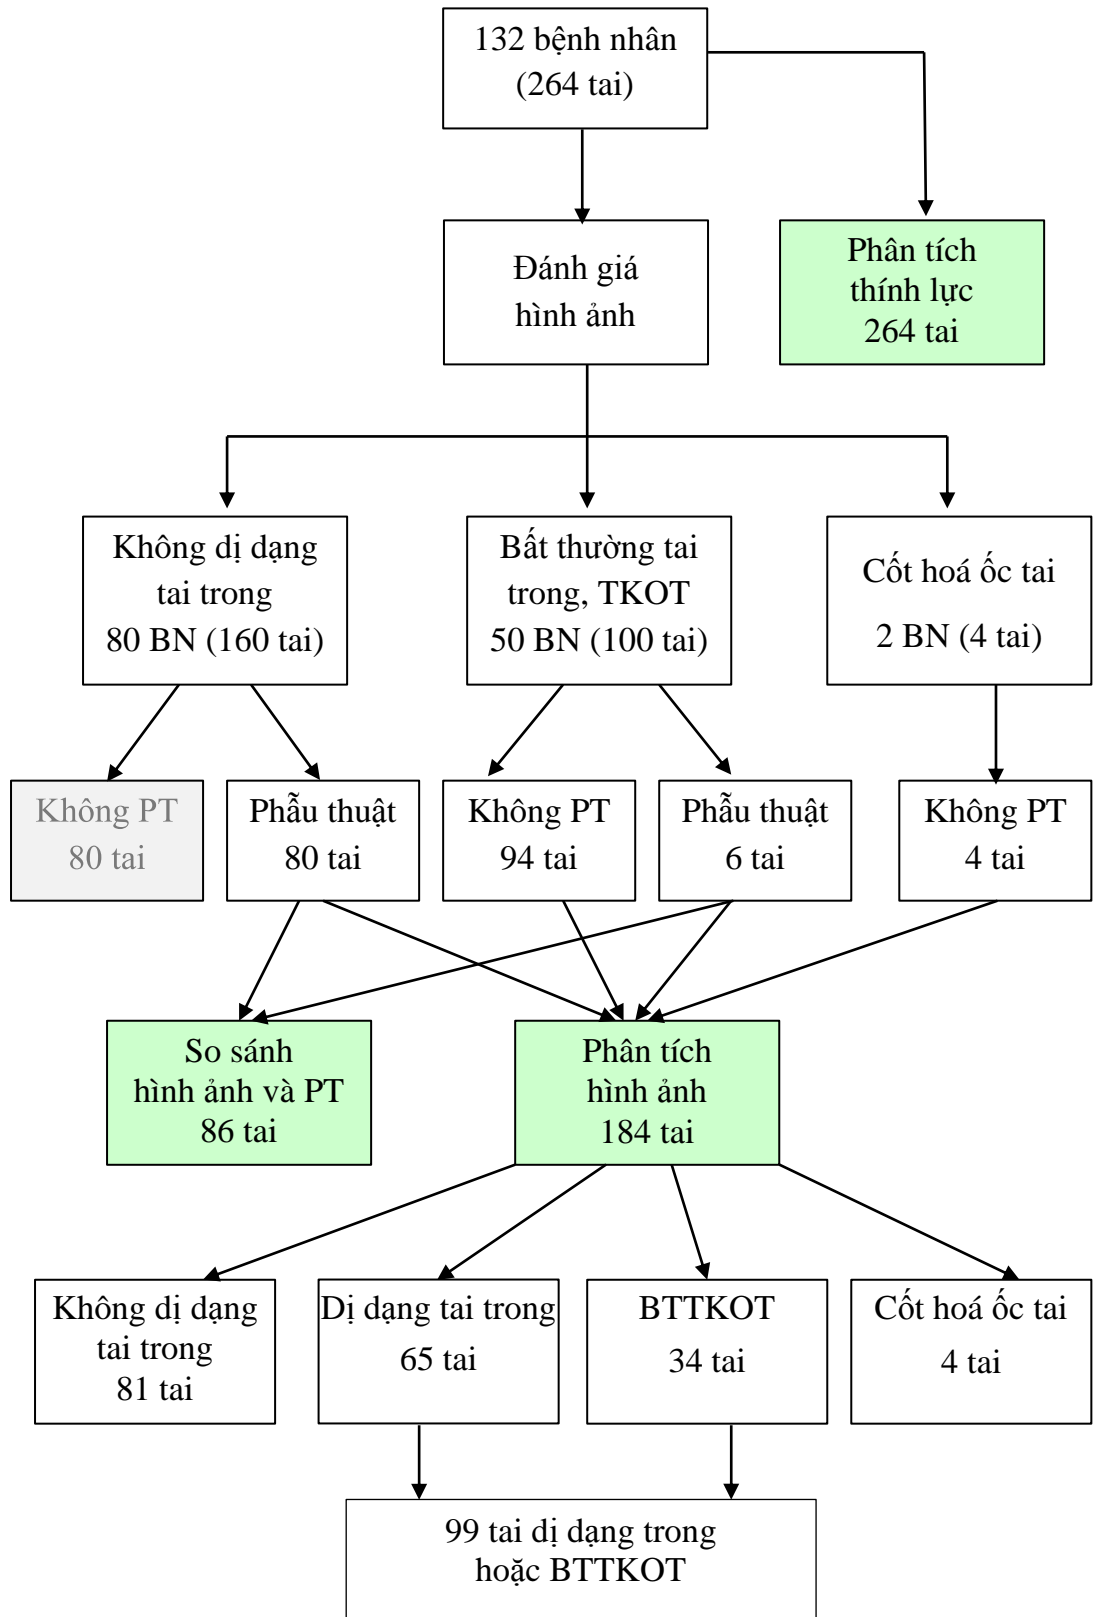 132 bệnh nhân
(264 tai)
Đánh giá
hình ảnh
Phân tích
thính lực
264 tai
Không dị dạng
tai trong
80 BN (160 tai)
Bất thường tai
trong, TKOT
50 BN (100 tai)
Cốt hoá ốc tai
2 BN (4 tai)
Không PT
80 tai
Phẫu thuật
80 tai
Không PT
94 tai
Phẫu thuật
6 tai
Không PT
4 tai
So sánh
hình ảnh và PT
86 tai
Phân tích
hình ảnh
184 tai
Không dị dạng
tai trong
81 tai
Dị dạng tai trong
65 tai
BTTKOT
34 tai
Cốt hoá ốc tai
4 tai
99 tai dị dạng trong
hoặc BTTKOT